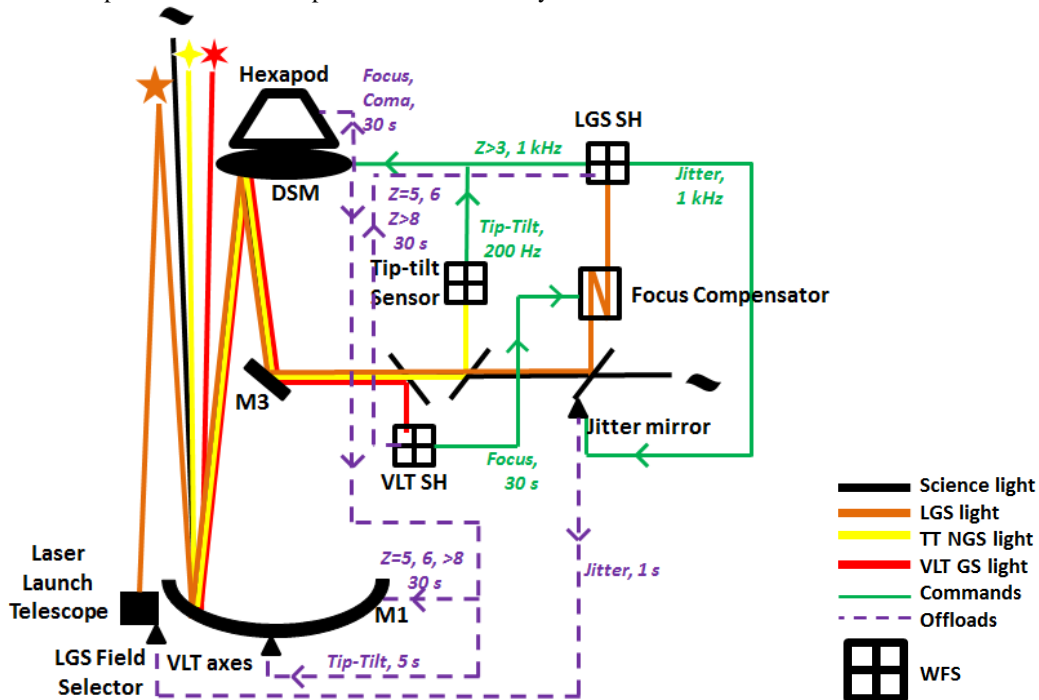 Hexapod
Focus,
Coma,
30 s
LGS SH
Z>3, 1 kHz
Jitter,
1 kHz
DSM
Z=5, 6
Z>8
30 s
Tip-Tilt,
200 Hz
Tip-tilt
Sensor
Focus Compensator
M3
Jitter mirror
VLT SH
Focus,
30 s
Science light
LGS light
TT NGS light
VLT GS light
Commands
Offloads
WFS
Laser
Launch
Telescope
Z=5, 6, >8
30 s
Jitter, 1 s
M1
LGS Field
Selector
VLT axes
Tip-Tilt, 5 s